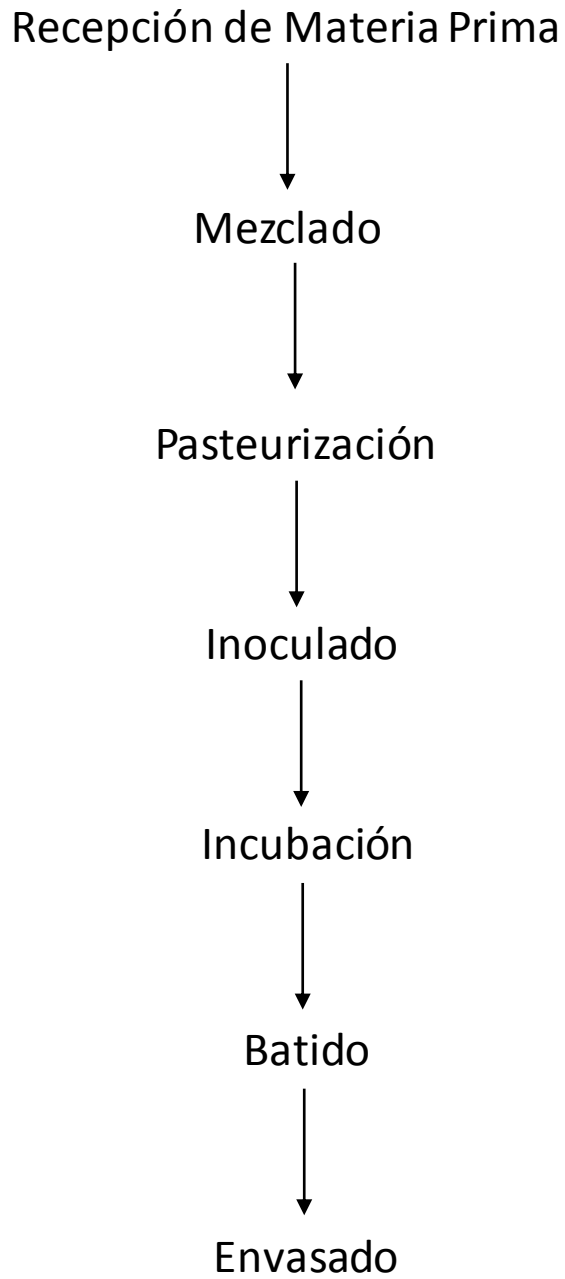 Recepción de Materia Prima
Mezclado
Pasteurización
Inoculado
Incubación
Batido
Envasado